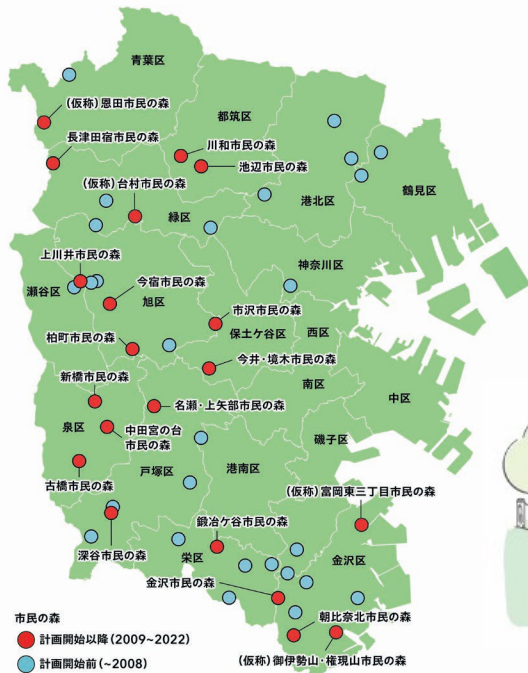 青葉区
(仮称)恩田市民の森
都筑区
長津田宿市民の森
川和市民の森
池辺市民の森
(仮称)台村市民の森
港北区
鶴見区
緑区
上川井市民の森
神奈川区
瀬谷区
今宿市民の森
旭区
市沢市民の森
柏町市民の森
保土ケ谷区
西区
今井・境木市民の森
新橋市民の森
南区
中区
名瀬・上矢部市民の森
泉区
中田宮の台
市民の森
磯子区
戸塚区
港南区
古橋市民の森
(仮称)富岡東三丁目市民の森
鍛冶ケ谷市民の森
深谷市民の森
栄区
金沢区
金沢市民の森
市民の森
朝比奈北市民の森
計画開始以降(2009~2022)
計画開始前(~2008)
(仮称)御伊勢山・権現山市民の森